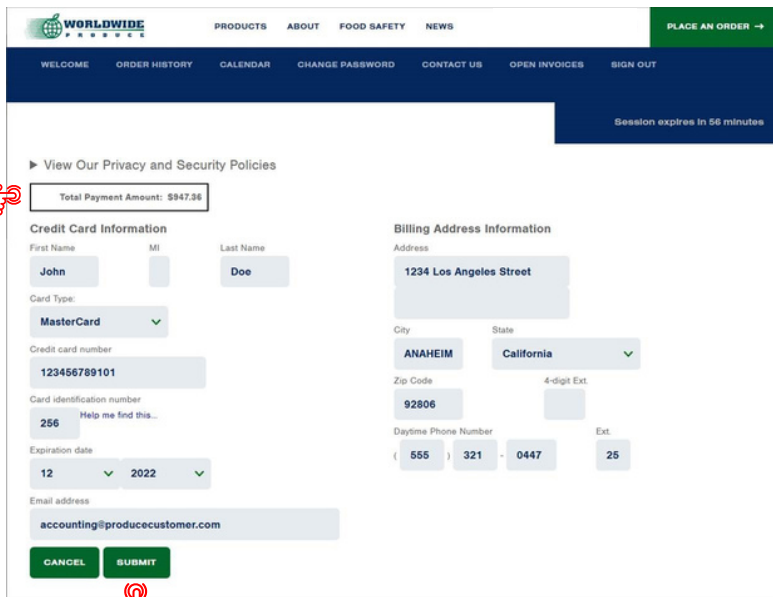 WORLDWIDE
PRODUCE
PRODUCTS ABOUT FOOD SAFETY NEWS
PLACE AN ORDER →
WELCOME ORDER HISTORY CALENDAR CHANGE PASSWORD CONTACT US OPEN INVOICES SIGN OUT
Session expires in 56 minutes
▶ View Our Privacy and Security Policies
Total Payment Amount: $947.36
Credit Card Information
First Name MI Last Name
John Doe
Card Type:
MasterCard
Credit card number
123456789101
Card identification number
256 Help me find this...
Expiration date
12 2022
Email address
accounting@producecustomer.com
CANCEL SUBMIT
Billing Address Information
Address
1234 Los Angeles Street
City State
ANAHEIM California
Zip Code 4-digit Ext.
92806
Daytime Phone Number Ext.
( 555 ) 321 - 0447 25